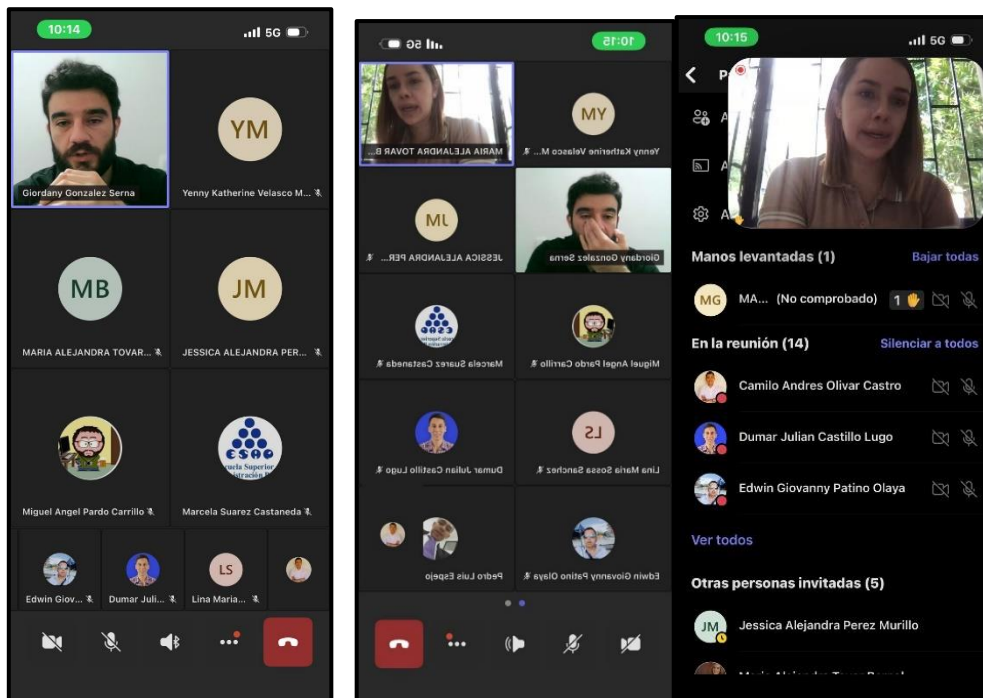 10:14
5G
YM
Giordany Gonzalez Serna
Yenny Katherine Velasco M...
MB
JM
MARIA ALEJANDRA TOVAR...
JESSICA ALEJANDRA PER...
ESAP
Miguel Angel Pardo Carrillo
Marcela Suarez Castaneda
LS
Edwin Giov...
Dumar Juli...
Lina Maria...
10:15
5G
MARIA ALEJANDRA TOVAR B...
YM
Yenny Katherine Velasco M...
JM
JESSICA ALEJANDRA PER...
Giordany Gonzalez Serna
ESAP
Marcela Suarez Castaneda
Miguel Angel Pardo Carrillo
Dumar Julian Castillo Lugo
LS
Lina Maria Sossa Sanchez
Pedro Luis Espejo
Edwin Giovanny Patino Olaya
10:15
5G
P
A
A
A
Manos levantadas (1)
Bajar todas
MG
MA... (No comprobado)
1
En la reunión (14)
Silenciar a todos
Camilo Andres Olivar Castro
Dumar Julian Castillo Lugo
Edwin Giovanny Patino Olaya
Ver todos
Otras personas invitadas (5)
JM
Jessica Alejandra Perez Murillo